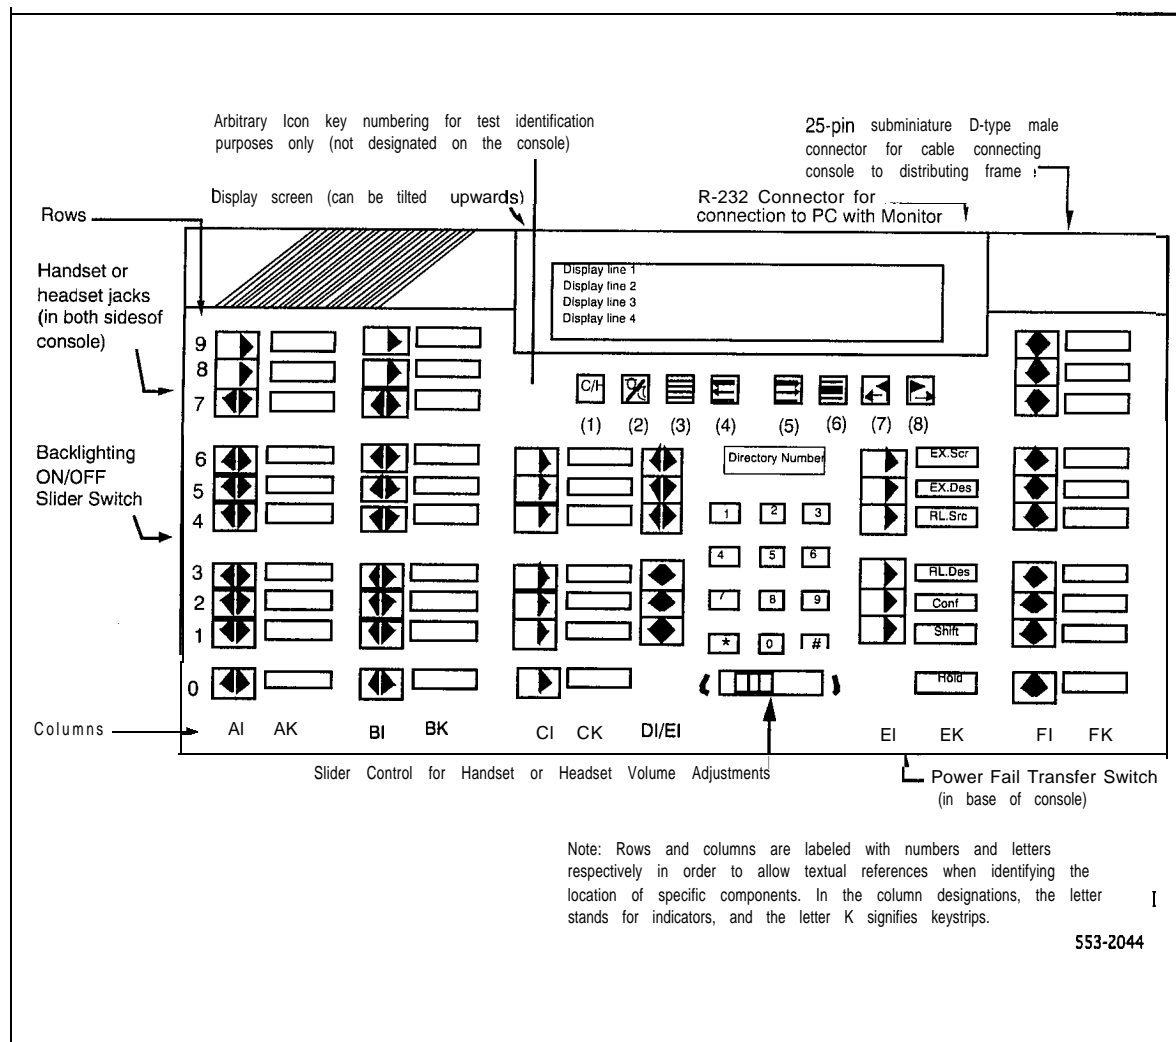 Arbitrary Icon key numbering for test identification
purposes only (not designated on the console)
25-pin subminiature D-type male
connector for cable connecting
console to distributing frame
Display screen (can be tilted upwards)
R-232 Connector for
connection to PC with Monitor
Rows
Handset or
headset jacks
(in both sidesof
console)
Backlighting
ON/OFF
Slider Switch
Display line 1
Display line 2
Display line 3
Display line 4
9
8
7
C/H
(1) (2) (3) (4) (5) (6) (7) (8)
6
5
4
Directory Number
EX.Scr
EX.Des
RL.Src
1 2 3
4 5 6
7 8 9
* 0 #
3
2
1
0
RL.Des
Conf
Shift
Hold
Columns
AI AK BI BK CI CK DI/EI EI EK FI FK
Slider Control for Handset or Headset Volume Adjustments
Power Fail Transfer Switch
(in base of console)
Note: Rows and columns are labeled with numbers and letters
respectively in order to allow textual references when identifying the
location of specific components. In the column designations, the letter I
stands for indicators, and the letter K signifies keystrips.
553-2044